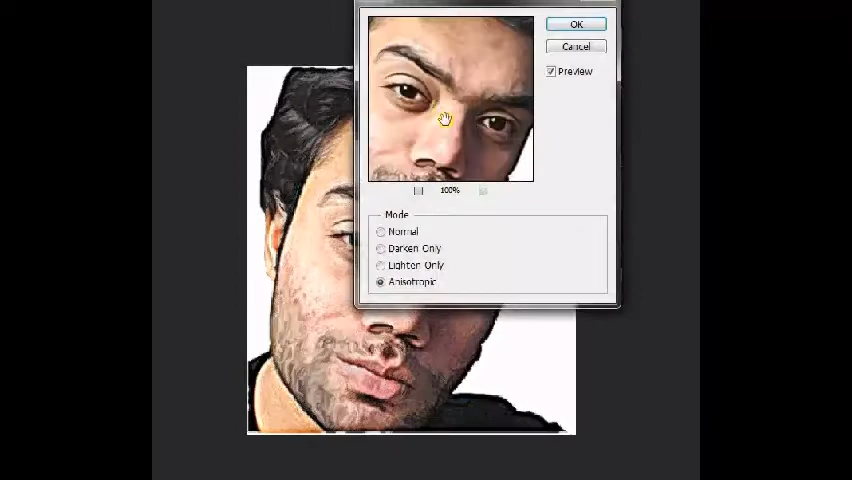 OK
Cancel
Preview
100%
Mode
Normal
Darken Only
Lighten Only
Anisotropic